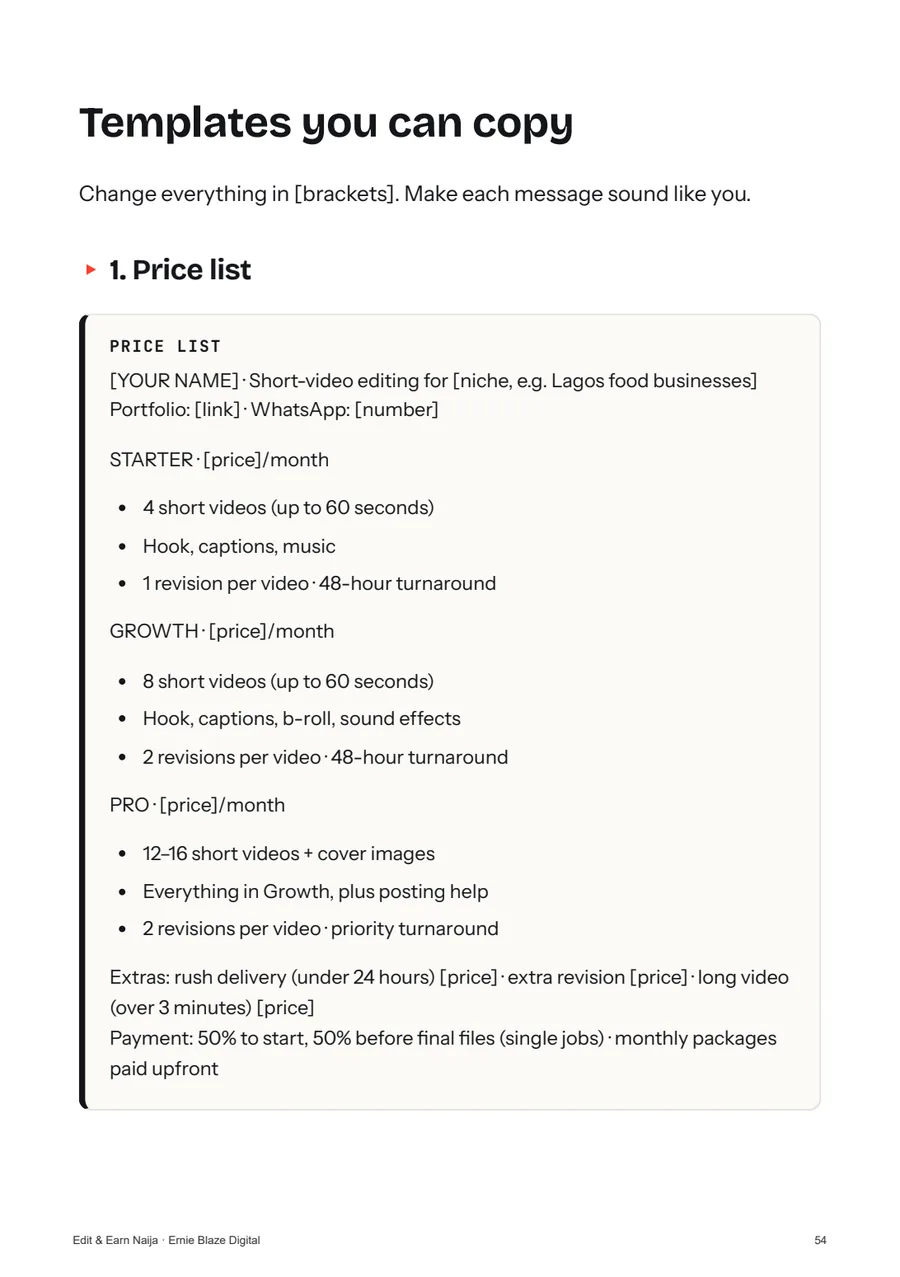 Templates you can copy
Change everything in [brackets]. Make each message sound like you.
1. Price list
PRICE LIST
[YOUR NAME] · Short-video editing for [niche, e.g. Lagos food businesses]
Portfolio: [link] · WhatsApp: [number]
STARTER · [price]/month
• 4 short videos (up to 60 seconds)
• Hook, captions, music
• 1 revision per video · 48-hour turnaround
GROWTH · [price]/month
• 8 short videos (up to 60 seconds)
• Hook, captions, b-roll, sound effects
• 2 revisions per video · 48-hour turnaround
PRO · [price]/month
• 12–16 short videos + cover images
• Everything in Growth, plus posting help
• 2 revisions per video · priority turnaround
Extras: rush delivery (under 24 hours) [price] · extra revision [price] · long video
(over 3 minutes) [price]
Payment: 50% to start, 50% before final files (single jobs) · monthly packages
paid upfront
Edit & Earn Naija · Ernie Blaze Digital
54